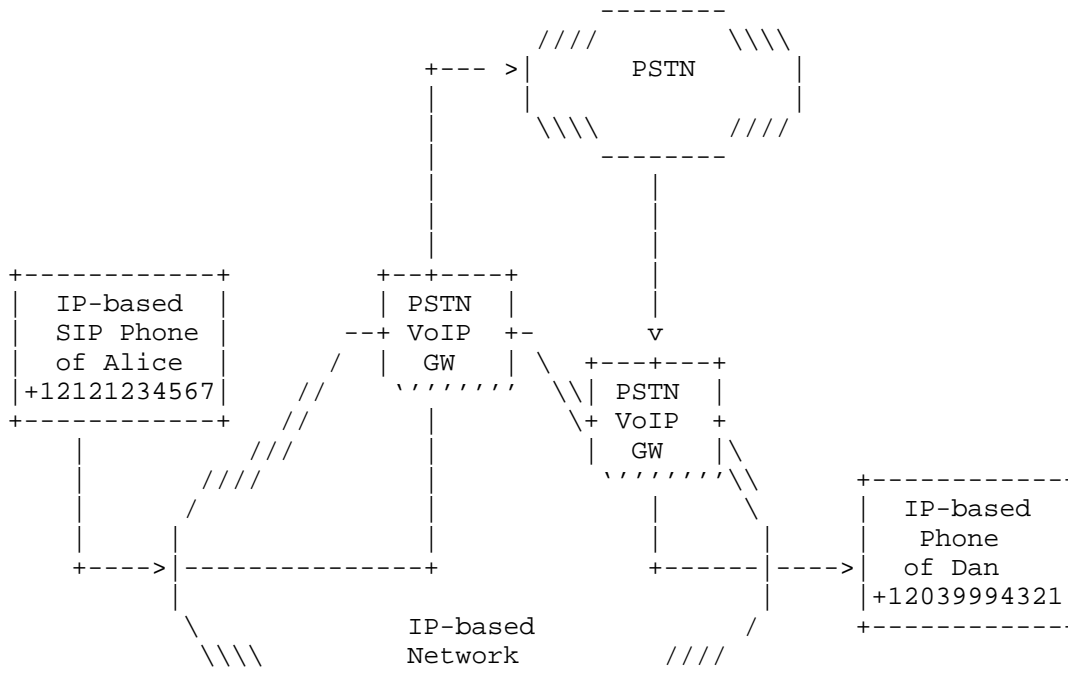 PSTN
IP-based
SIP Phone
of Alice
+12121234567
PSTN
VoIP
GW
PSTN
VoIP
GW
IP-based
Phone
of Dan
+12039994321
IP-based
Network